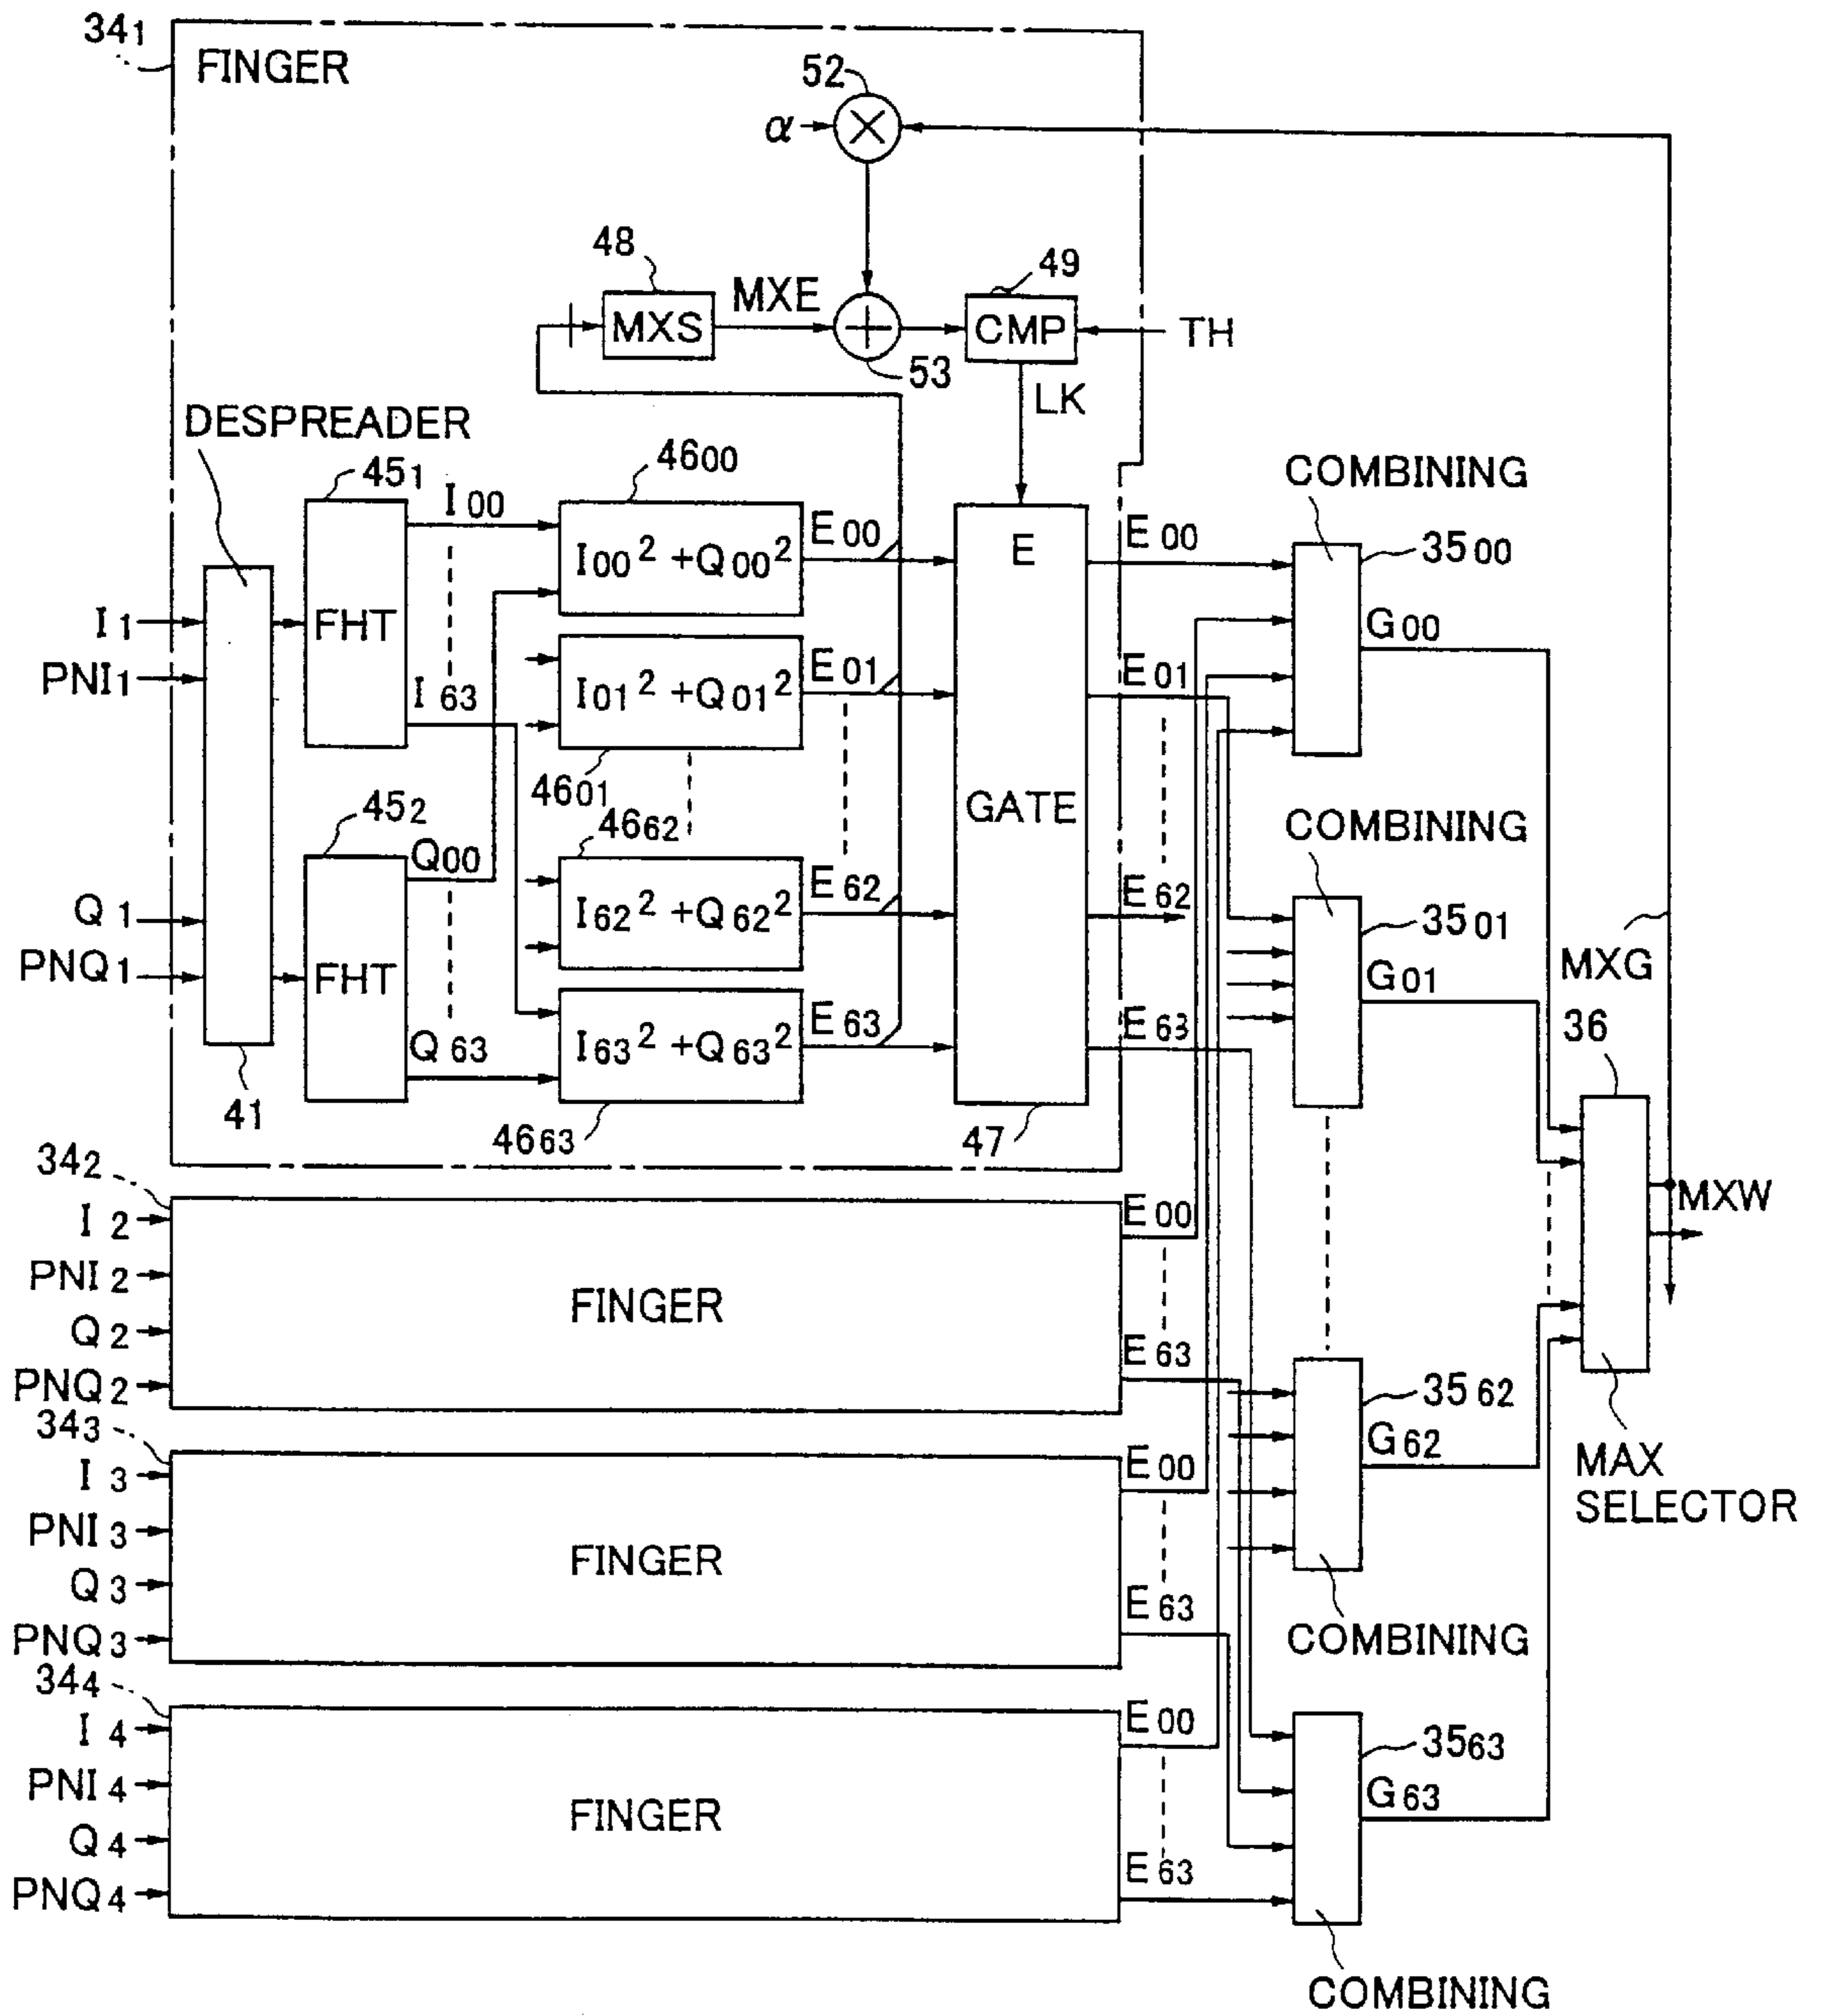 34₁
FINGER
52
α
×
48
MXS
MXE
+
53
49
CMP
TH
LK
DESPREADER
45₁
FHT
I₀₀
I₆₃
46₀₀
I₀₀² +Q₀₀²
E₀₀
I₁
PNI₁
I₀₁² +Q₀₁²
E₀₁
46₀₁
45₂
FHT
Q₀₀
Q₆₃
46₆₂
I₆₂² +Q₆₂²
E₆₂
Q₁
PNQ₁
I₆₃² +Q₆₃²
E₆₃
46₆₃
41
E
GATE
47
E₀₀
E₀₁
E₆₂
E₆₃
COMBINING
35₀₀
G₀₀
COMBINING
35₀₁
G₀₁
MXG
36
MXW
34₂
I₂
PNI₂
Q₂
PNQ₂
FINGER
E₀₀
E₆₃
35₆₂
G₆₂
COMBINING
MAX
SELECTOR
34₃
I₃
PNI₃
Q₃
PNQ₃
FINGER
E₀₀
E₆₃
34₄
I₄
PNI₄
Q₄
PNQ₄
FINGER
E₀₀
E₆₃
35₆₃
G₆₃
COMBINING